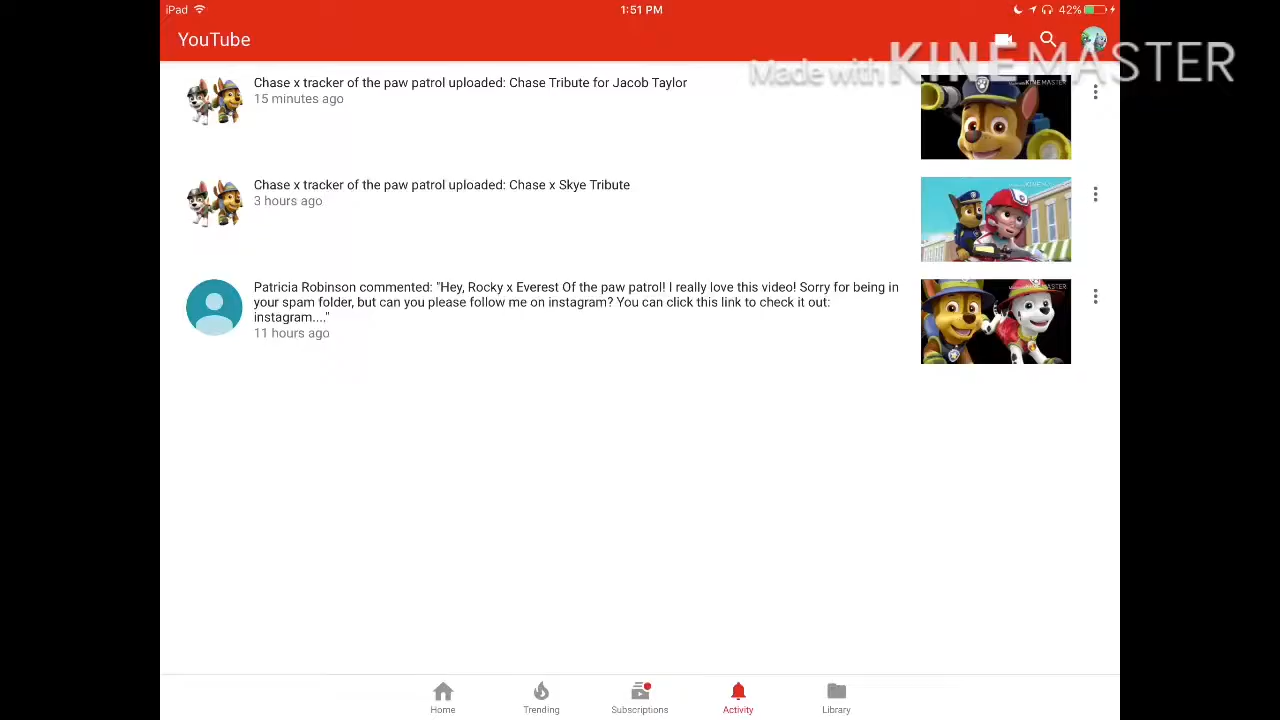 iPad 1:51 PM 42%
YouTube
Made with KINEMASTER
Chase x tracker of the paw patrol uploaded: Chase Tribute for Jacob Taylor
15 minutes ago
KINEMASTER
Chase x tracker of the paw patrol uploaded: Chase x Skye Tribute
3 hours ago
KINEMASTER
Patricia Robinson commented: "Hey, Rocky x Everest Of the paw patrol! I really love this video! Sorry for being in
your spam folder, but can you please follow me on instagram? You can click this link to check it out:
instagram...."
11 hours ago
KINEMASTER
Home Trending Subscriptions Activity Library